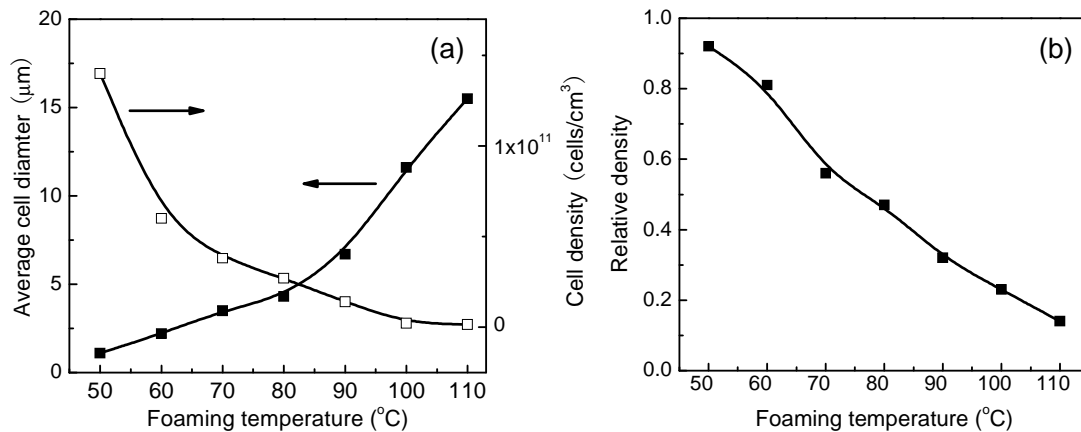 (a)
20
15
10
5
0
Average cell diamter (μm)
50 60 70 80 90 100 110
Foaming temperature (°C)
1x10¹¹
0
Cell density (cells/cm³)
(b)
1.0
0.8
0.6
0.4
0.2
0.0
Relative density
50 60 70 80 90 100 110
Foaming temperature (°C)